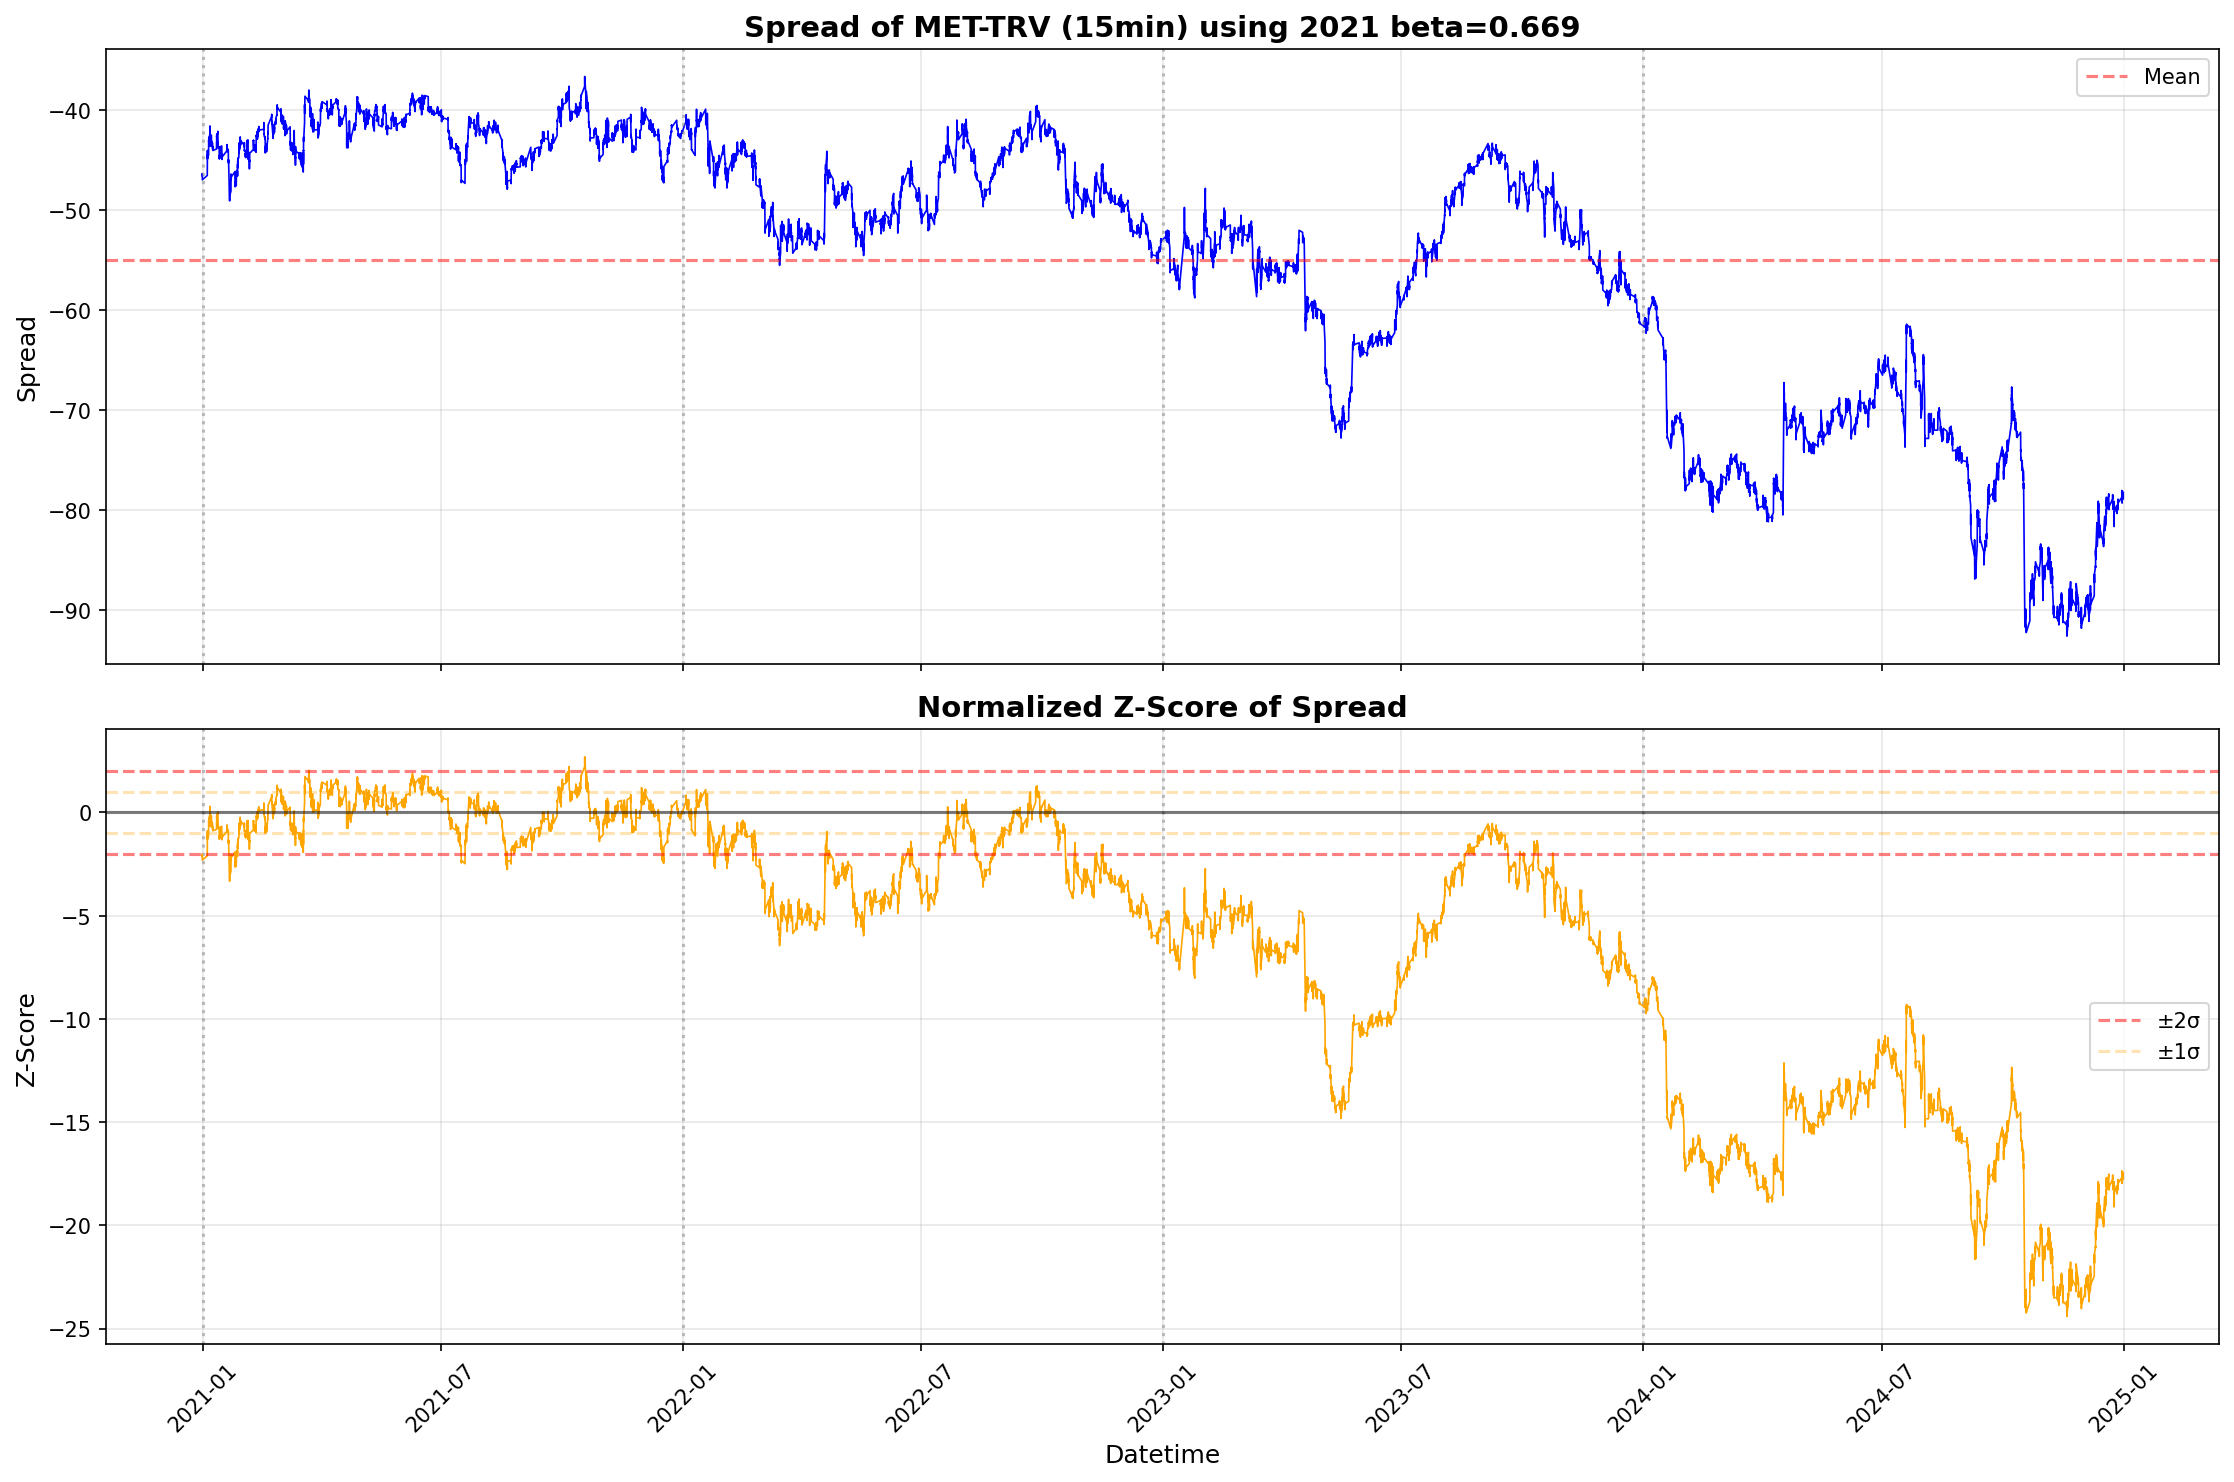 Spread of MET-TRV (15min) using 2021 beta=0.669
Mean
−40
−50
−60
−70
−80
−90
Spread
Normalized Z-Score of Spread
0
−5
−10
−15
−20
−25
Z-Score
±2σ
±1σ
2021-01
2021-07
2022-01
2022-07
2023-01
2023-07
2024-01
2024-07
2025-01
Datetime